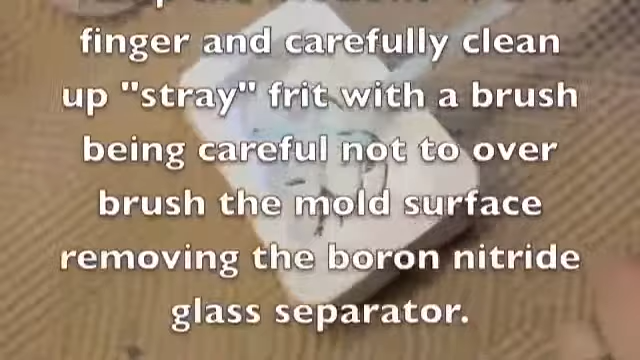 finger and carefully clean
up "stray" frit with a brush
being careful not to over
brush the mold surface
removing the boron nitride
glass separator.